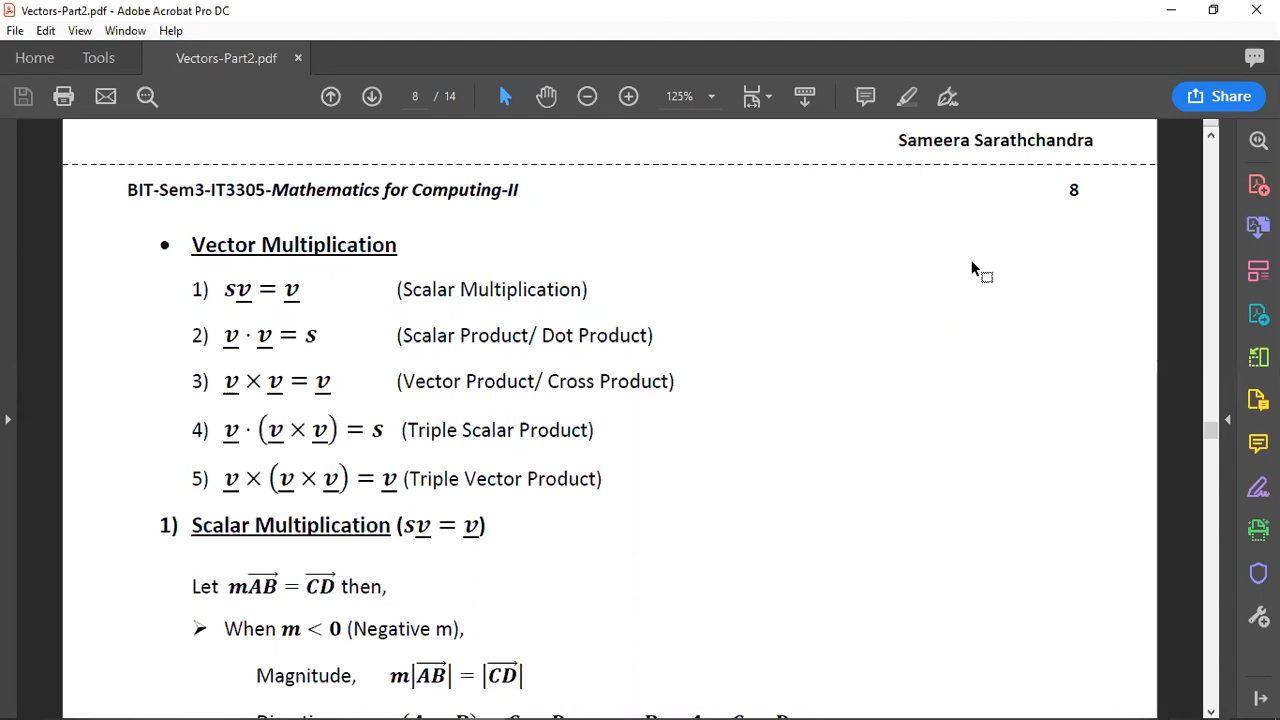 Vectors-Part2.pdf - Adobe Acrobat Pro DC
File Edit View Window Help
Home Tools Vectors-Part2.pdf ×
8 / 14 125% Share
Sameera Sarathchandra
BIT-Sem3-IT3305-Mathematics for Computing-II 8
• Vector Multiplication
1) sv = v (Scalar Multiplication)
2) v · v = s (Scalar Product/ Dot Product)
3) v × v = v (Vector Product/ Cross Product)
4) v · (v × v) = s (Triple Scalar Product)
5) v × (v × v) = v (Triple Vector Product)
1) Scalar Multiplication (sv = v)
Let mAB = CD then,
➢ When m < 0 (Negative m),
Magnitude, m|AB| = |CD|